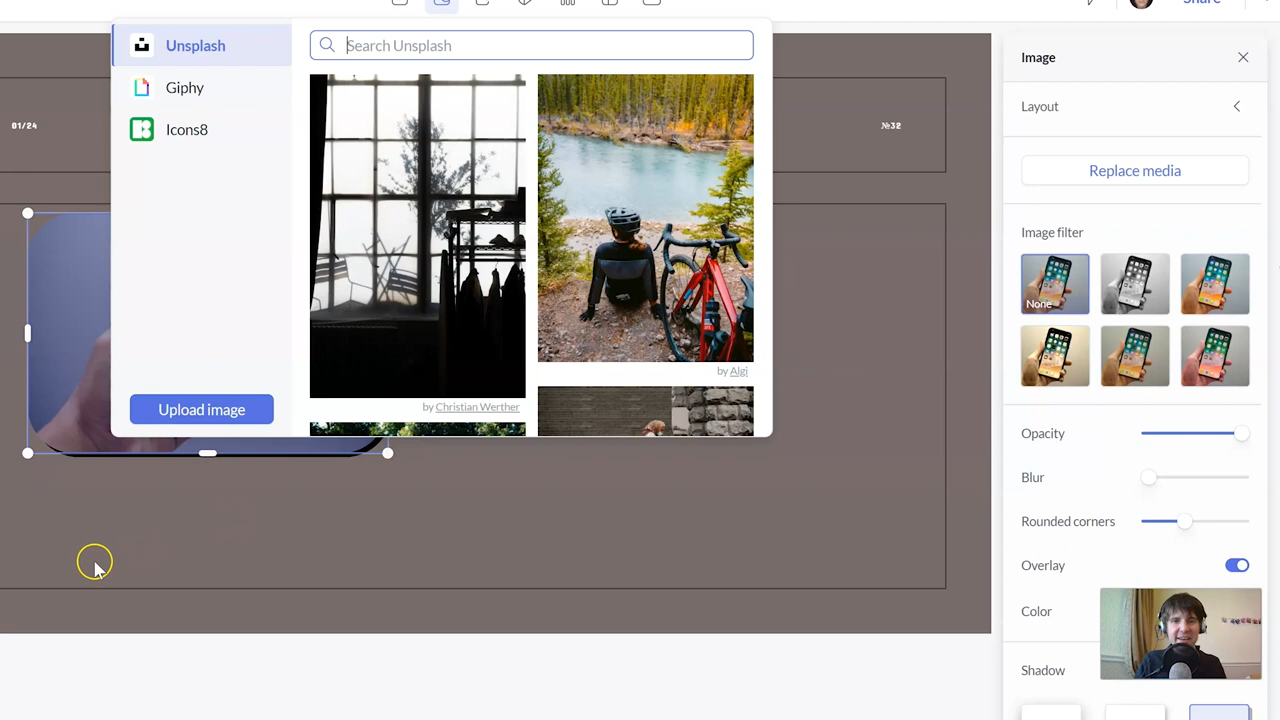 Share
Unsplash
Search Unsplash
Image
Giphy
Layout
01/24
№32
Icons8
Replace media
Image filter
None
by Algi
by Christian Werther
Upload image
Opacity
Blur
Rounded corners
Overlay
Color
Shadow